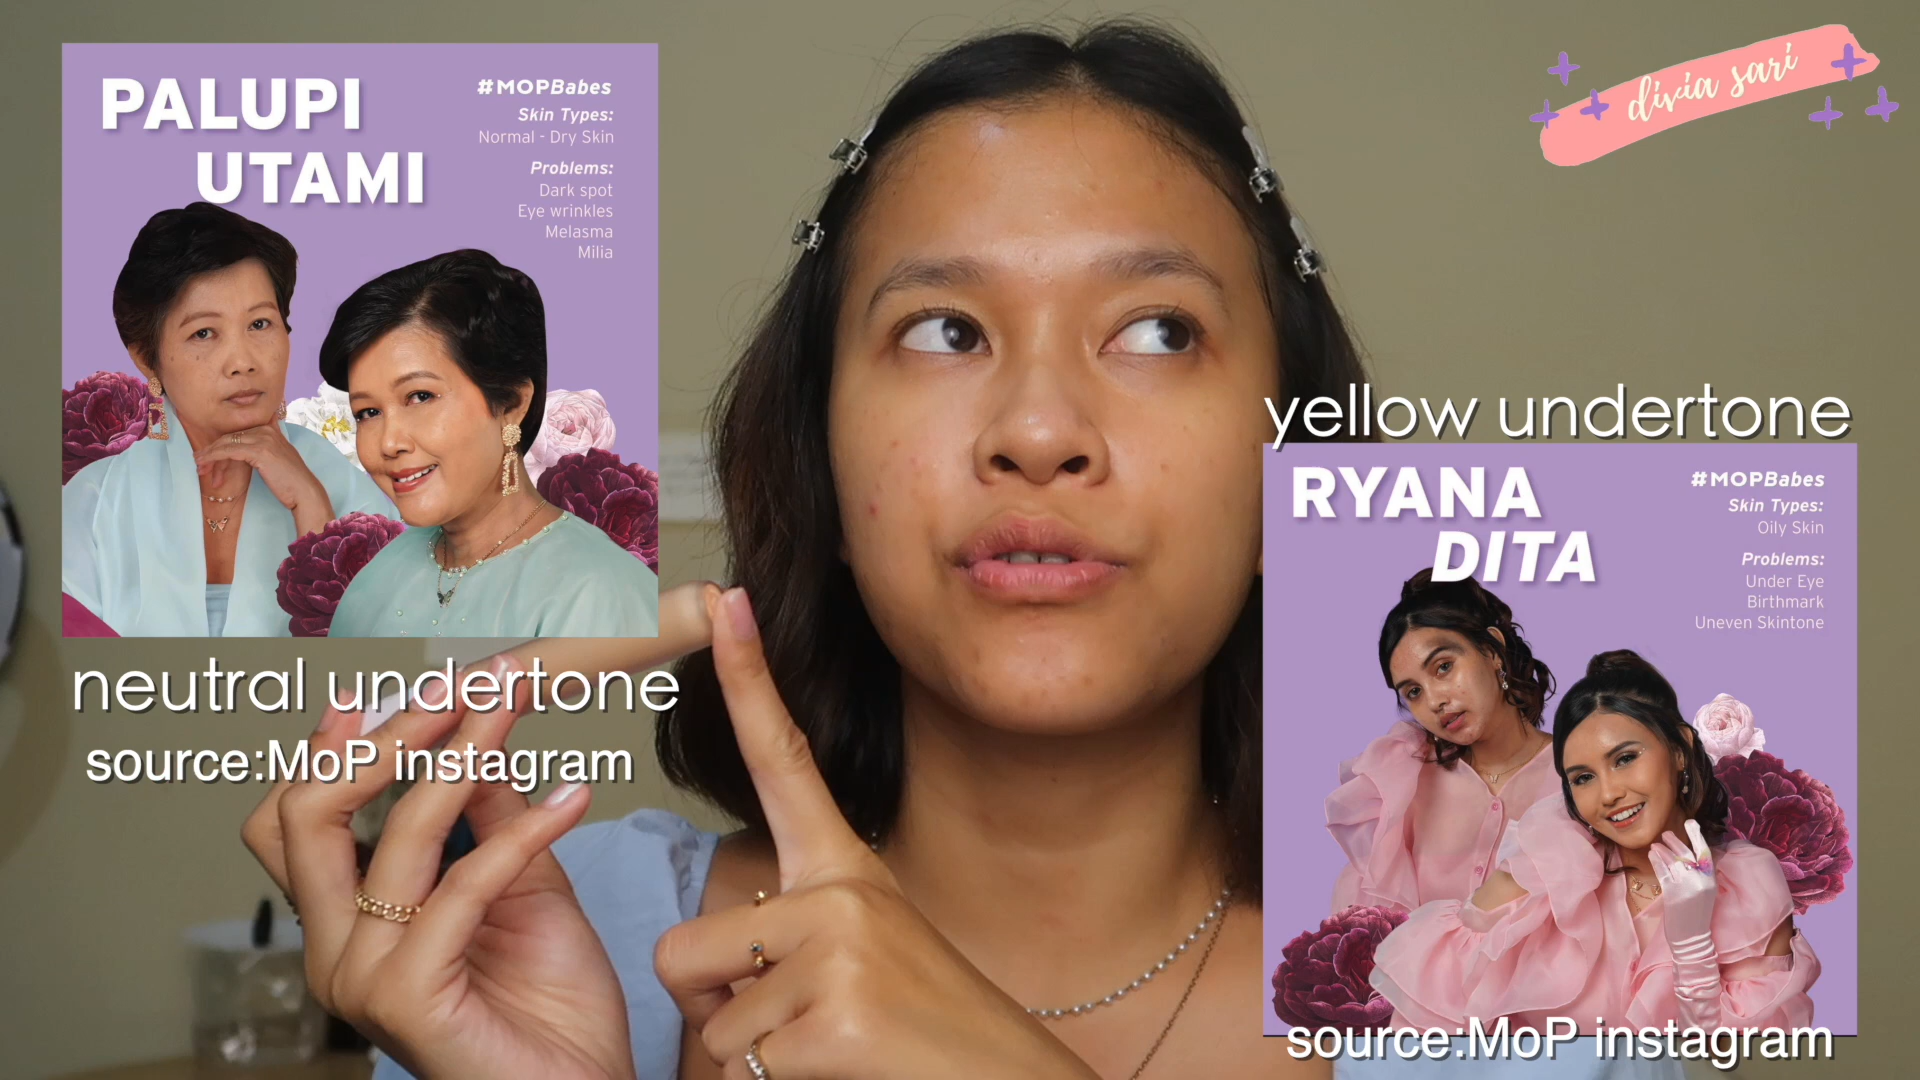 PALUPI
UTAMI
#MOPBabes
Skin Types:
Normal - Dry Skin
Problems:
Dark spot
Eye wrinkles
Melasma
Milia
neutral undertone
source:MoP instagram
divia sari
yellow undertone
RYANA
DITA
#MOPBabes
Skin Types:
Oily Skin
Problems:
Under Eye
Birthmark
Uneven Skintone
source:MoP instagram